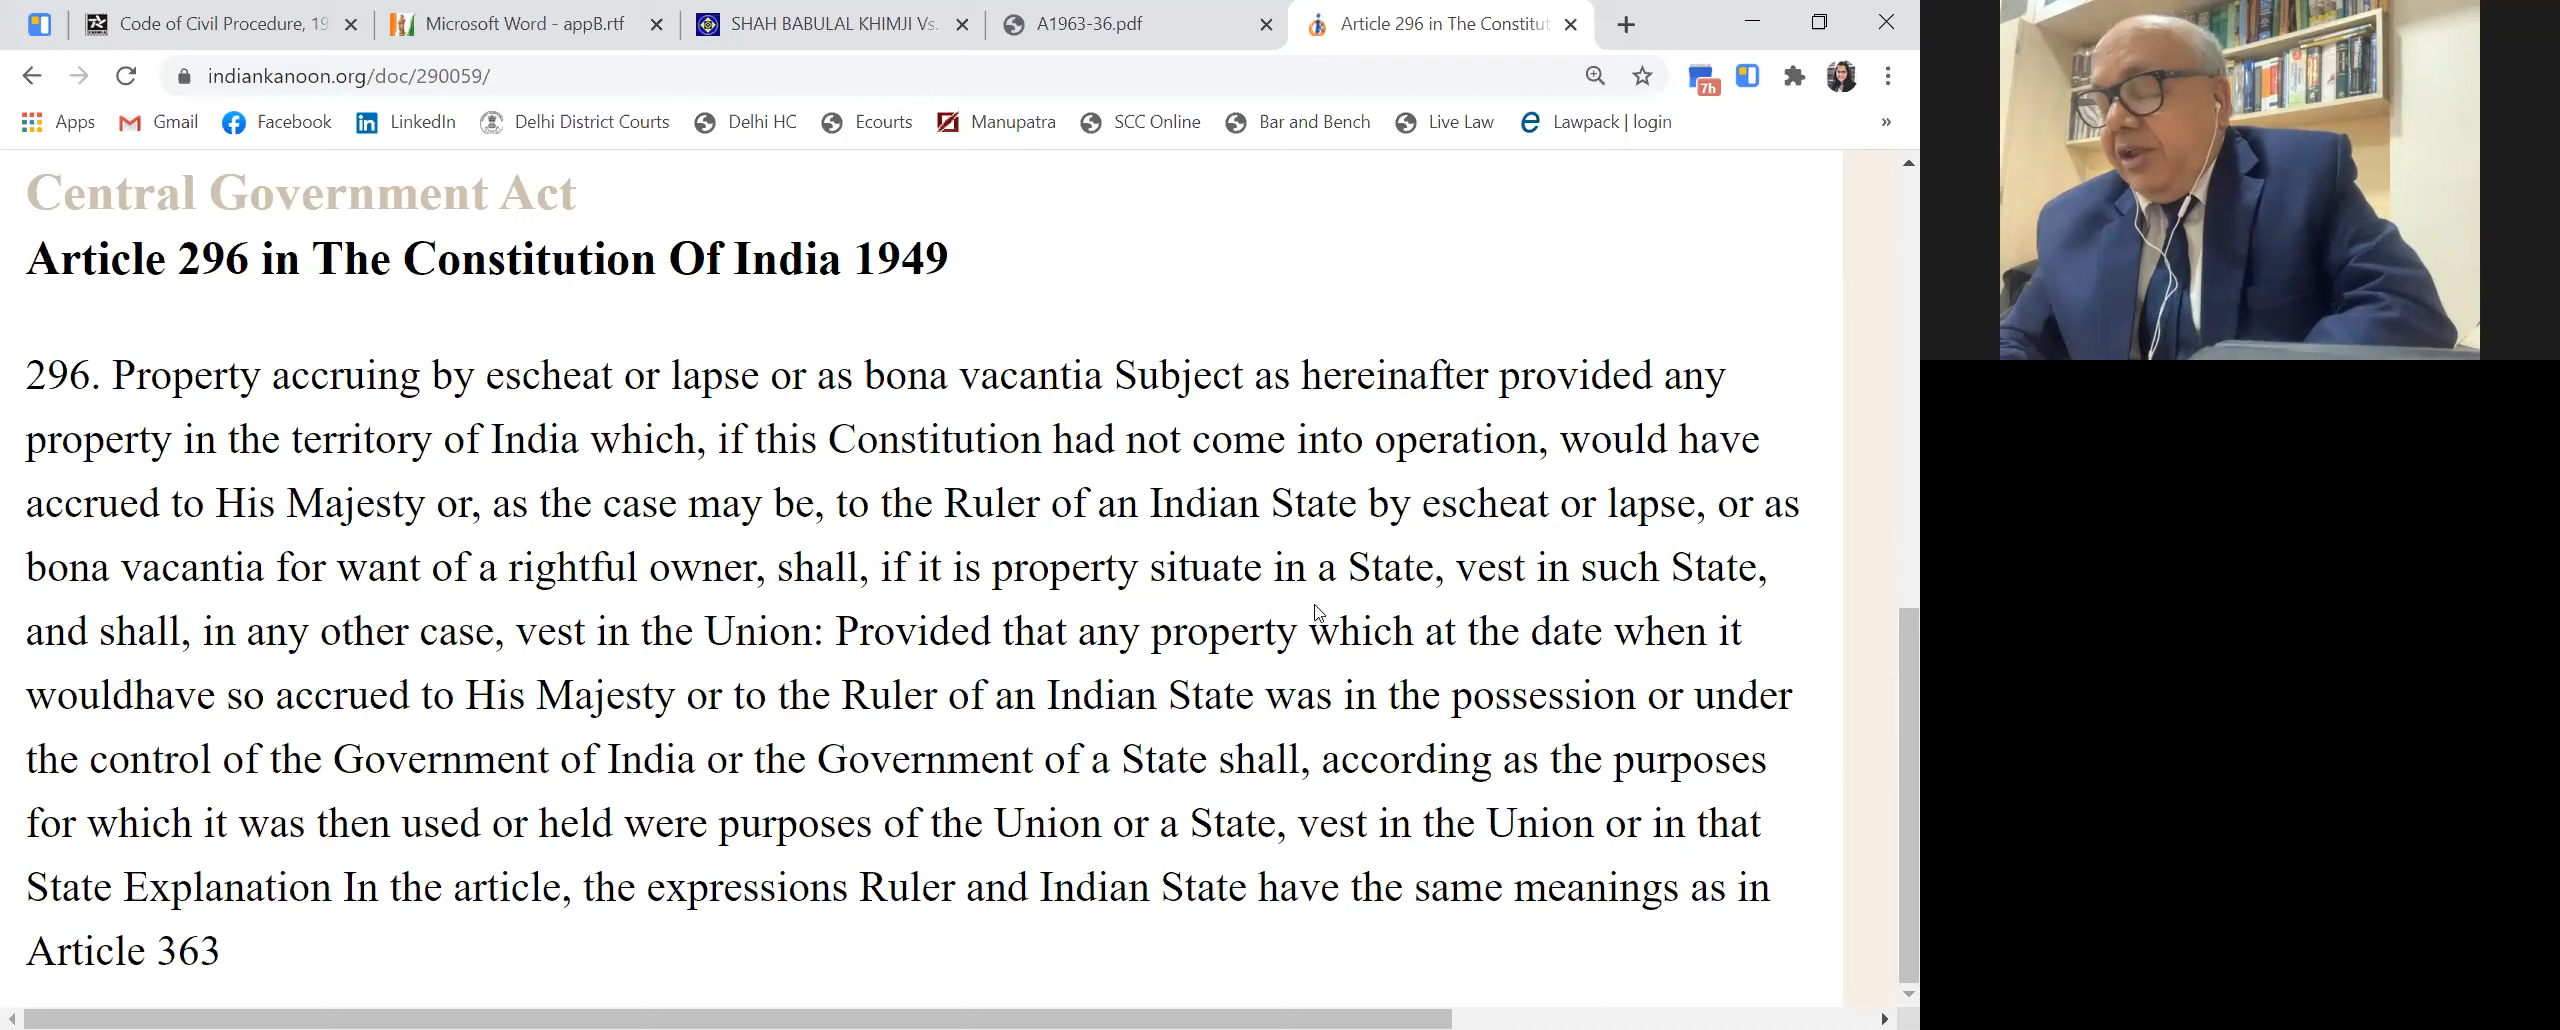 Code of Civil Procedure, 19
Microsoft Word - appB.rtf
SHAH BABULAL KHIMJI Vs.
A1963-36.pdf
Article 296 in The Constitut
indiankanoon.org/doc/290059/
7h
Apps
Gmail
Facebook
LinkedIn
Delhi District Courts
Delhi HC
Ecourts
Manupatra
SCC Online
Bar and Bench
Live Law
Lawpack | login
Central Government Act
Article 296 in The Constitution Of India 1949
296. Property accruing by escheat or lapse or as bona vacantia Subject as hereinafter provided any
property in the territory of India which, if this Constitution had not come into operation, would have
accrued to His Majesty or, as the case may be, to the Ruler of an Indian State by escheat or lapse, or as
bona vacantia for want of a rightful owner, shall, if it is property situate in a State, vest in such State,
and shall, in any other case, vest in the Union: Provided that any property which at the date when it
wouldhave so accrued to His Majesty or to the Ruler of an Indian State was in the possession or under
the control of the Government of India or the Government of a State shall, according as the purposes
for which it was then used or held were purposes of the Union or a State, vest in the Union or in that
State Explanation In the article, the expressions Ruler and Indian State have the same meanings as in
Article 363